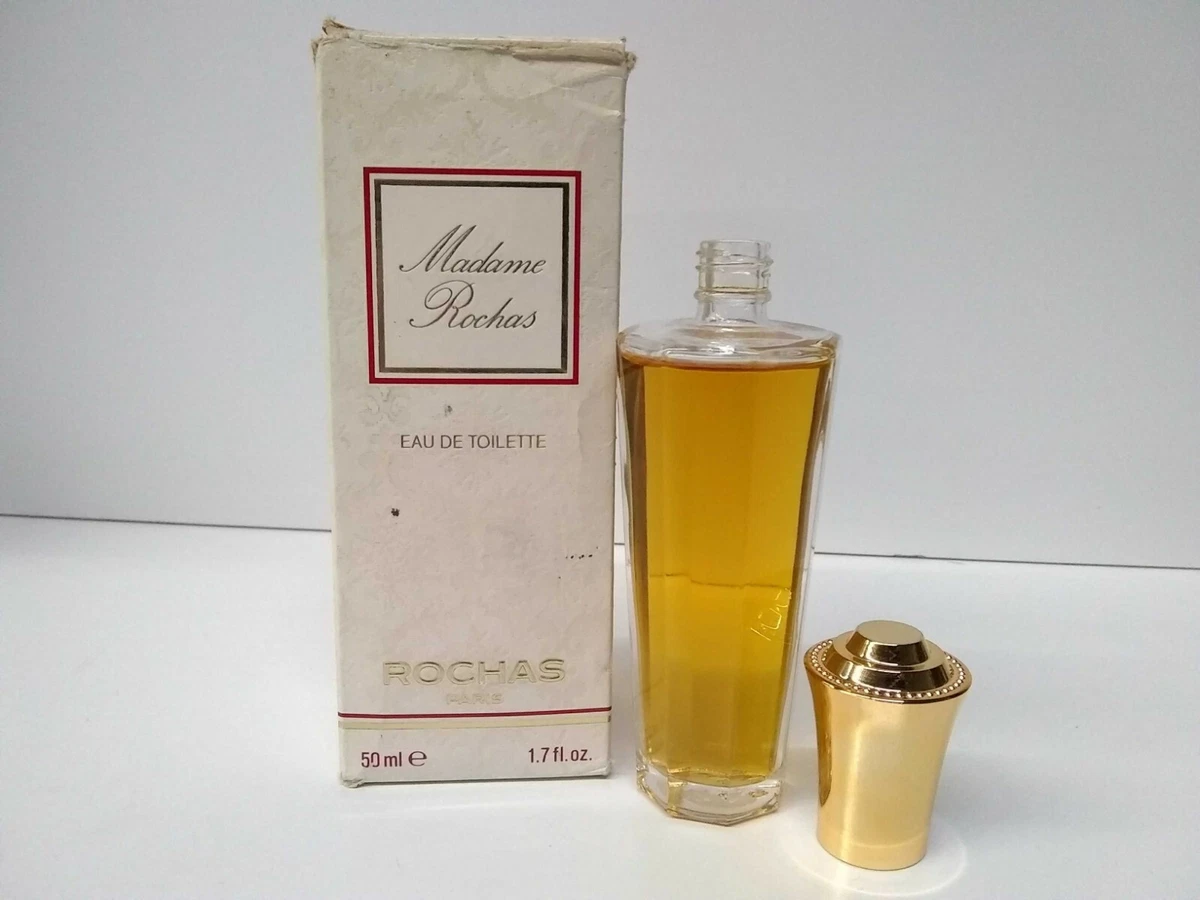 Madame
Rochas
EAU DE TOILETTE
ROCHAS
PARIS
50 ml ℮ 1.7 fl. oz.